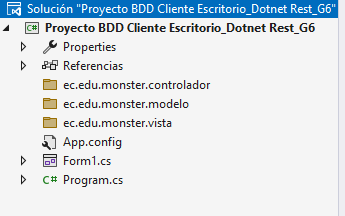 Solución "Proyecto BDD Cliente Escritorio_Dotnet Rest_G6"
C# Proyecto BDD Cliente Escritorio_Dotnet Rest_G6
Properties
Referencias
ec.edu.monster.controlador
ec.edu.monster.modelo
ec.edu.monster.vista
App.config
Form1.cs
C# Program.cs